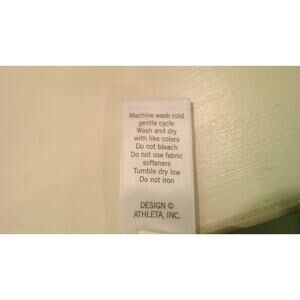 Machine wash cold
gentle cycle
Wash and dry
with like colors
Do not bleach
Do not use fabric
softeners
Tumble dry low
Do not iron
DESIGN ©
ATHLETA, INC.